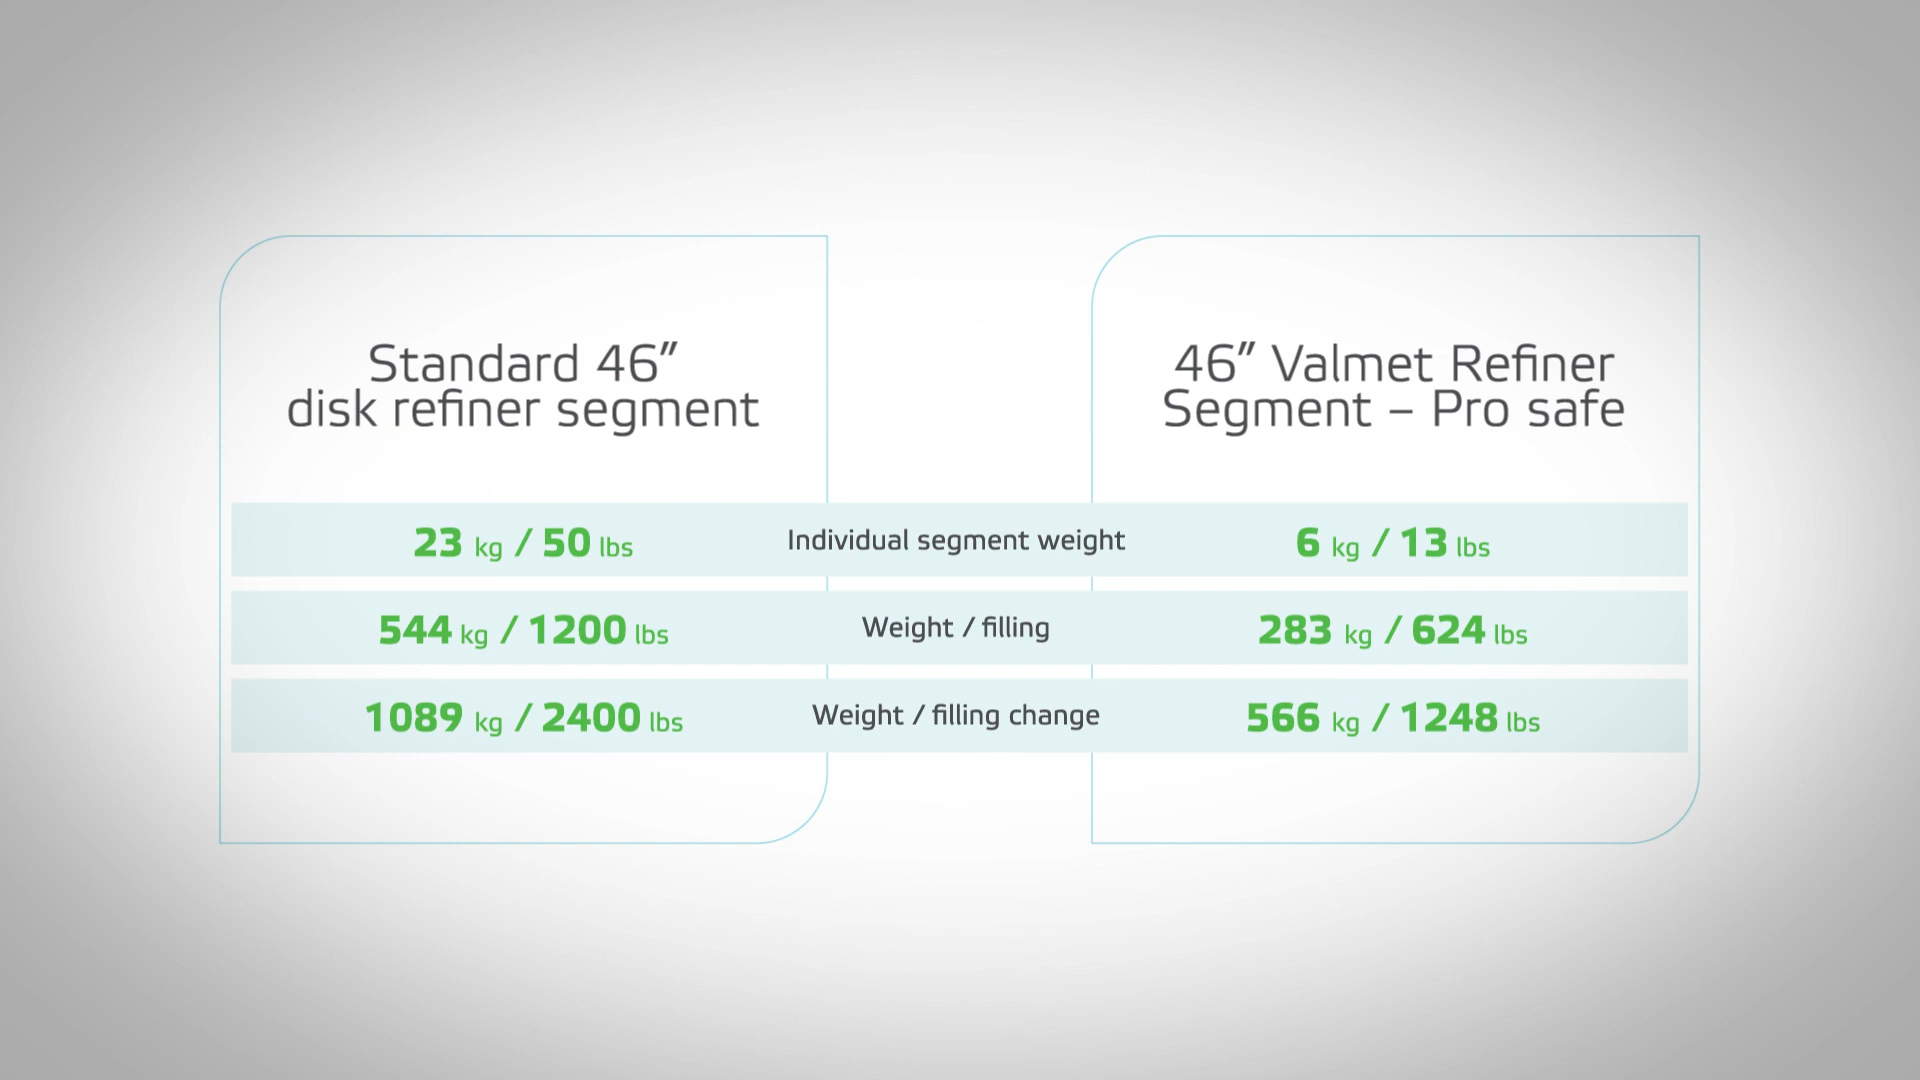 Standard 46”
disk refiner segment
46” Valmet Refiner
Segment – Pro safe
23 kg / 50 lbs
Individual segment weight
6 kg / 13 lbs
544 kg / 1200 lbs
Weight / filling
283 kg / 624 lbs
1089 kg / 2400 lbs
Weight / filling change
566 kg / 1248 lbs